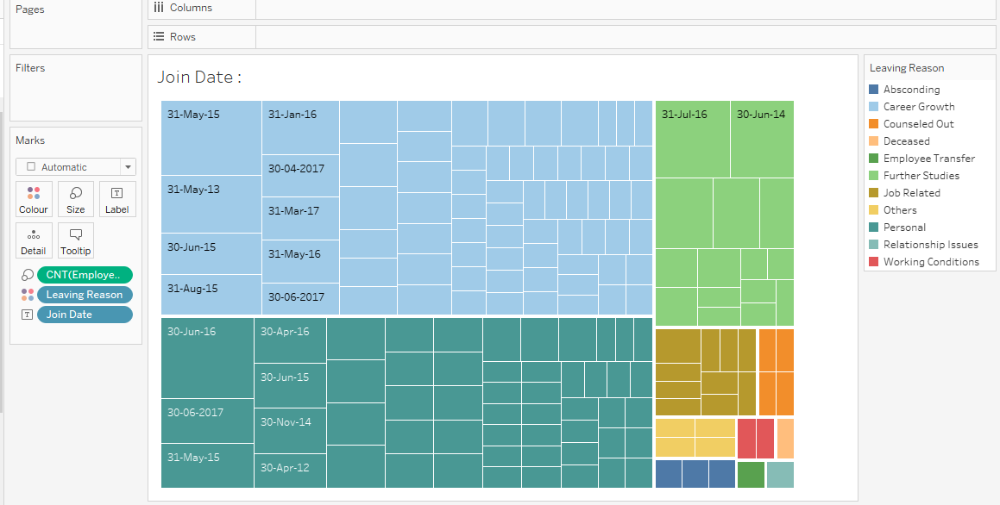 Pages
Columns
Rows
Filters
Marks
Automatic
Colour
Size
Label
Detail
Tooltip
CNT(Employe..
Leaving Reason
Join Date
Join Date :
31-May-15
31-May-13
30-Jun-15
31-Aug-15
31-Jan-16
30-04-2017
31-Mar-17
31-May-16
30-06-2017
31-Jul-16
30-Jun-14
30-Jun-16
30-06-2017
31-May-15
30-Apr-16
30-Jun-15
30-Nov-14
30-Apr-12
Leaving Reason
Absconding
Career Growth
Counseled Out
Deceased
Employee Transfer
Further Studies
Job Related
Others
Personal
Relationship Issues
Working Conditions